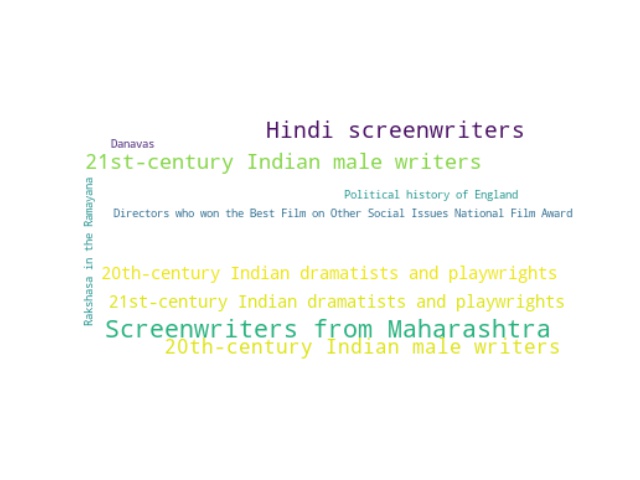 Hindi screenwriters
Danavas
21st-century Indian male writers
Political history of England
Directors who won the Best Film on Other Social Issues National Film Award
Rakshasa in the Ramayana
20th-century Indian dramatists and playwrights
21st-century Indian dramatists and playwrights
Screenwriters from Maharashtra
20th-century Indian male writers